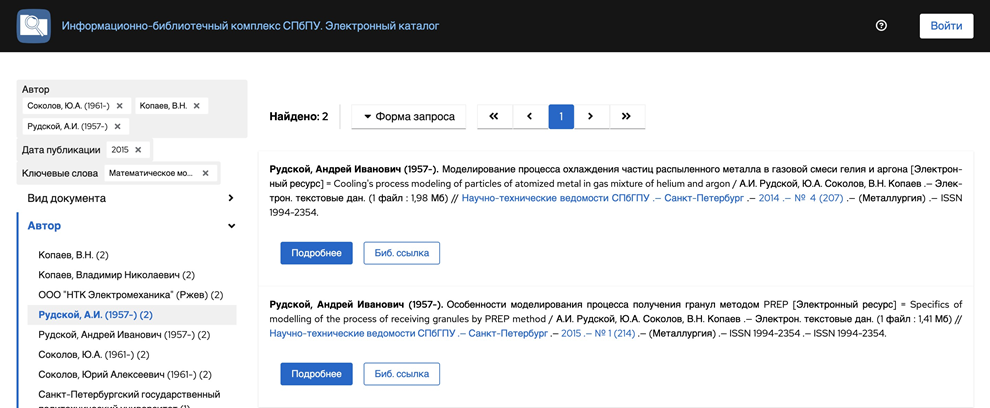 Информационно-библиотечный комплекс СПбПУ. Электронный каталог
Войти
Автор
Соколов, Ю.А. (1961-) ×
Копаев, В.Н. ×
Рудской, А.И. (1957-) ×
Дата публикации 2015 ×
Ключевые слова Математическое мо... ×
Вид документа
Автор
Копаев, В.Н. (2)
Копаев, Владимир Николаевич (2)
ООО "НТК Электромеханика" (Ржев) (2)
Рудской, А.И. (1957-) (2)
Рудской, Андрей Иванович (1957-) (2)
Соколов, Ю.А. (1961-) (2)
Соколов, Юрий Алексеевич (1961-) (2)
Санкт-Петербургский государственный
политехнический университет (1)
Найдено: 2
Форма запроса
1
Рудской, Андрей Иванович (1957-). Моделирование процесса охлаждения частиц распыленного металла в газовой смеси гелия и аргона [Электрон-
ный ресурс] = Cooling's process modeling of particles of atomized metal in gas mixture of helium and argon / А.И. Рудской, Ю.А. Соколов, В.Н. Копаев .— Элек-
трон. текстовые дан. (1 файл : 1,98 Мб) // Научно-технические ведомости СПбГПУ .— Санкт-Петербург .— 2014 .— № 4 (207) .— (Металлургия) .— ISSN
1994-2354.
Подробнее
Биб. ссылка
Рудской, Андрей Иванович (1957-). Особенности моделирования процесса получения гранул методом PREP [Электронный ресурс] = Specifics of
modelling of the process of receiving granules by PREP method / А.И. Рудской, Ю.А. Соколов, В.Н. Копаев .— Электрон. текстовые дан. (1 файл : 1,41 Мб) //
Научно-технические ведомости СПбГПУ .— Санкт-Петербург .— 2015 .— № 1 (214) .— (Металлургия) .— ISSN 1994-2354 .— ISSN 1994-2354.
Подробнее
Биб. ссылка